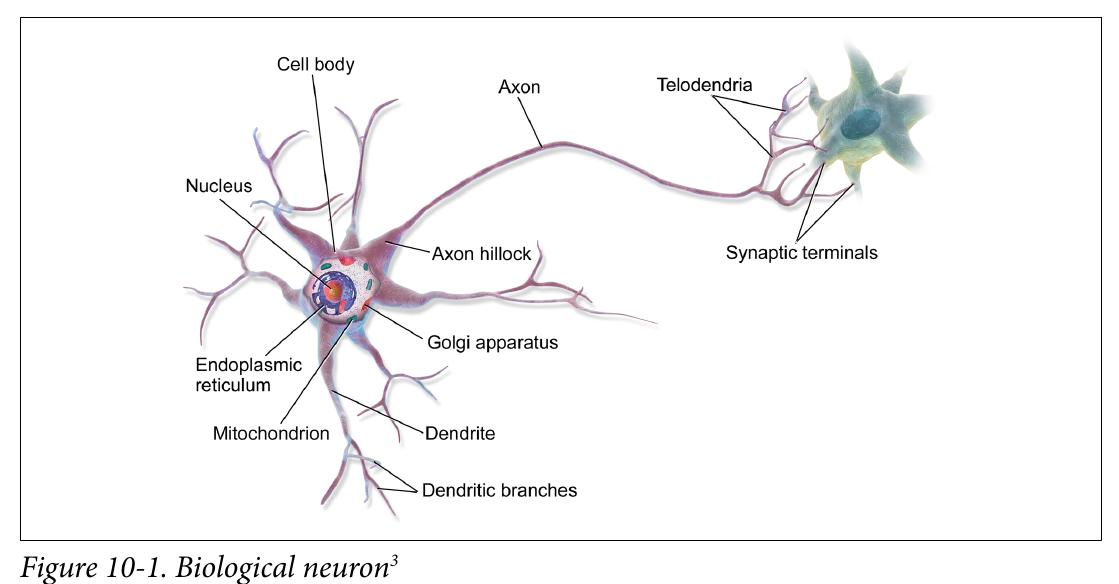 Cell body
Axon
Telodendria
Nucleus
Axon hillock
Synaptic terminals
Golgi apparatus
Endoplasmic
reticulum
Mitochondrion
Dendrite
Dendritic branches
Figure 10-1. Biological neuron³